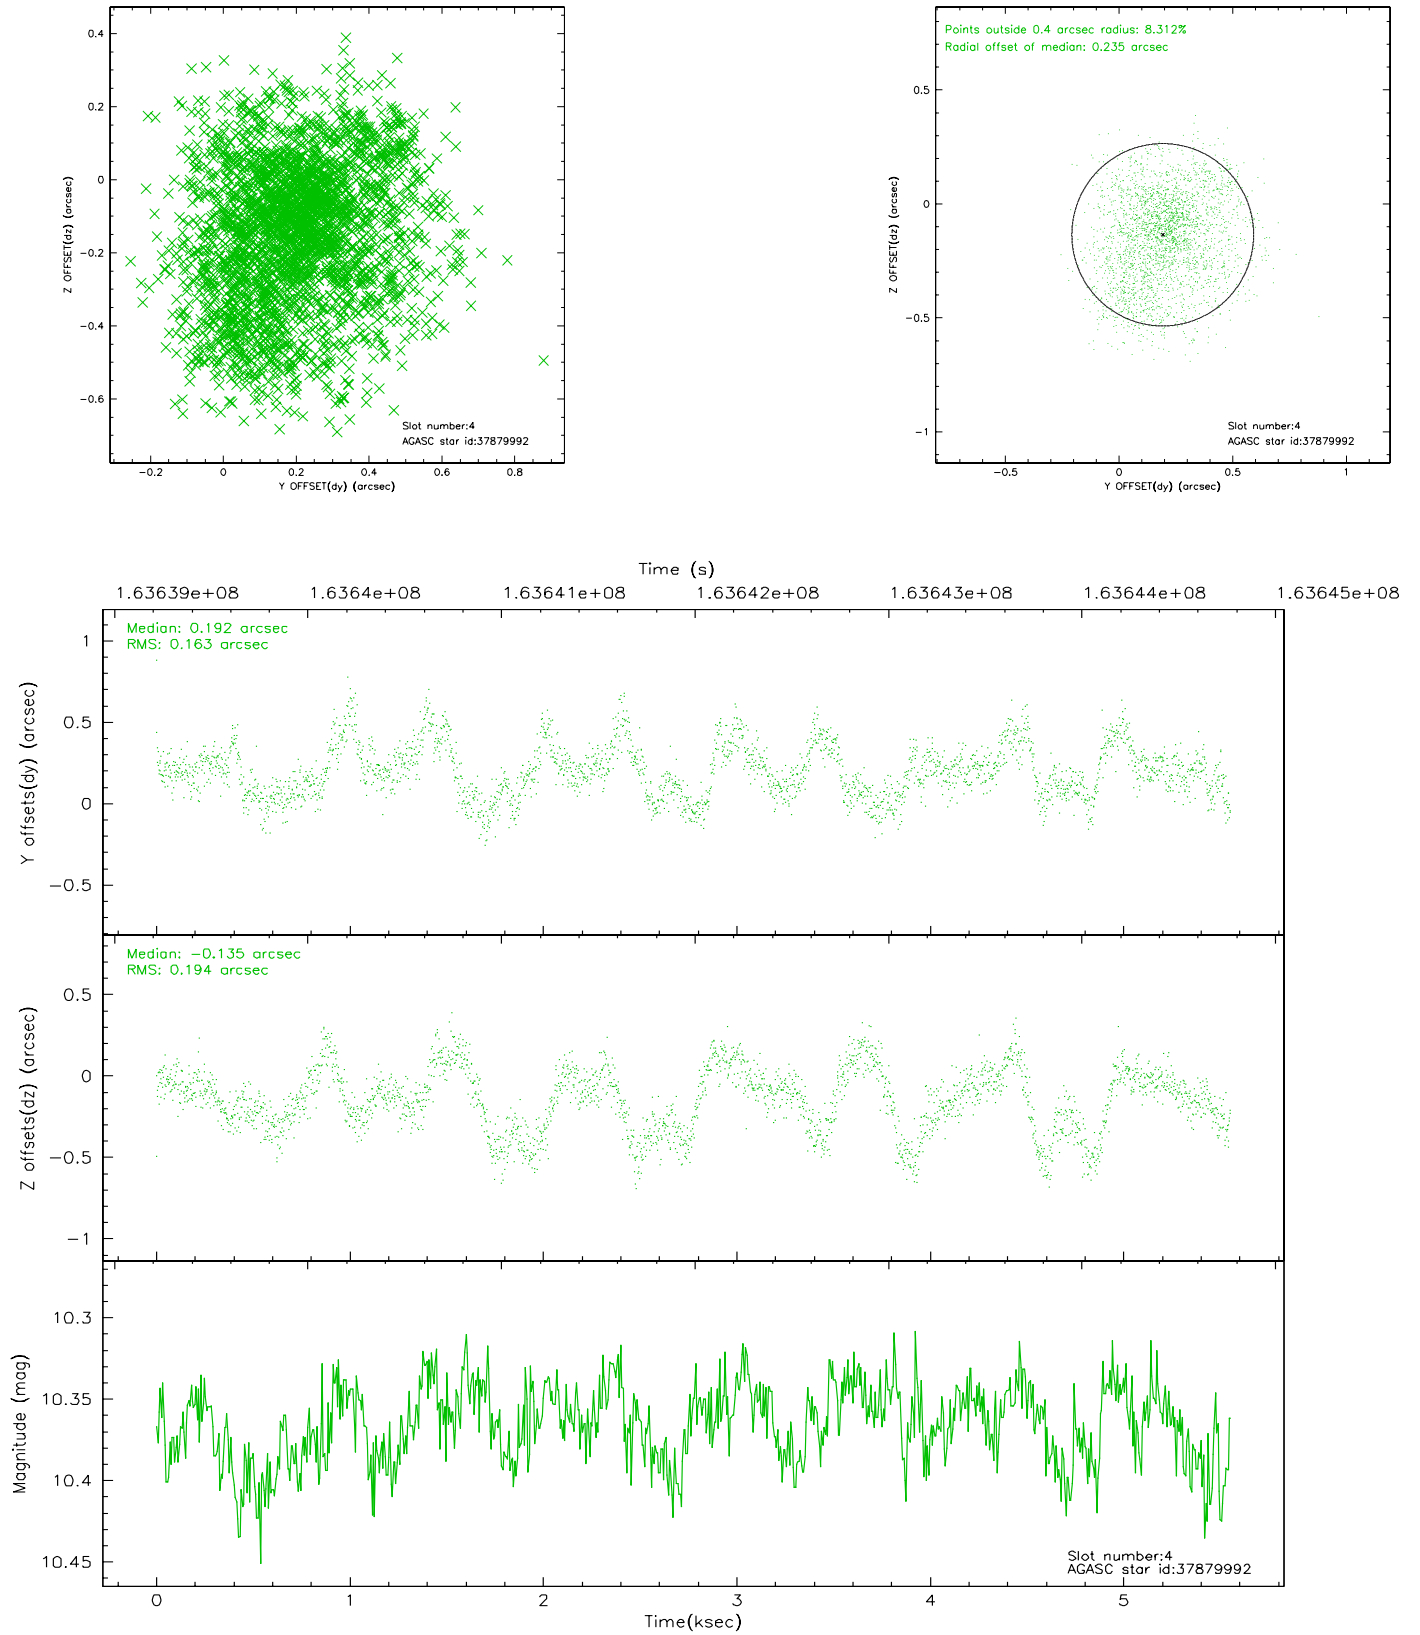 0.4
0.2
0
−0.2
−0.4
−0.6
Z OFFSET(dz) (arcsec)
−0.2 0 0.2 0.4 0.6 0.8
Y OFFSET(dy) (arcsec)
Slot number:4
AGASC star id:37879992
Points outside 0.4 arcsec radius: 8.312%
Radial offset of median: 0.235 arcsec
0.5
0
−0.5
−1
Z OFFSET(dz) (arcsec)
−0.5 0 0.5 1
Y OFFSET(dy) (arcsec)
Slot number:4
AGASC star id:37879992
Time (s)
1.63639e+08 1.6364e+08 1.63641e+08 1.63642e+08 1.63643e+08 1.63644e+08 1.63645e+08
Median: 0.192 arcsec
RMS: 0.163 arcsec
1
0.5
0
−0.5
Y offsets(dy) (arcsec)
Median: −0.135 arcsec
RMS: 0.194 arcsec
0.5
0
−0.5
−1
Z offsets(dz) (arcsec)
10.3
10.35
10.4
10.45
Magnitude (mag)
Slot number:4
AGASC star id:37879992
0 1 2 3 4 5
Time(ksec)